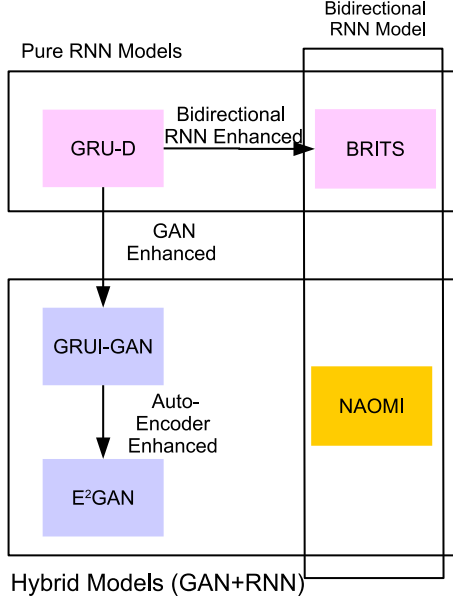 Bidirectional
RNN Model
Pure RNN Models
Bidirectional
RNN Enhanced
GRU-D
BRITS
GAN
Enhanced
GRUI-GAN
Auto-
Encoder
Enhanced
NAOMI
E²GAN
Hybrid Models (GAN+RNN)